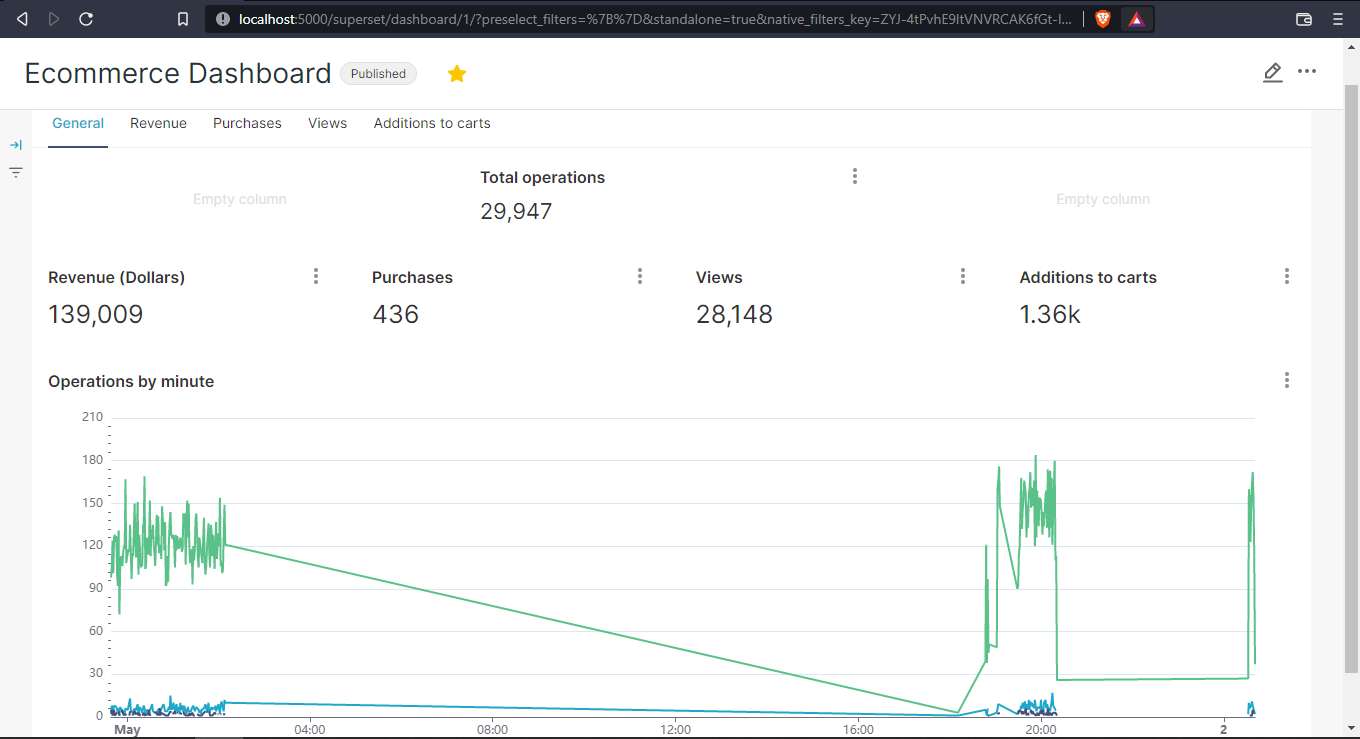 localhost:5000/superset/dashboard/1/?preselect_filters=%7B%7D&standalone=true&native_filters_key=ZYJ-4tPvhE9ItVNVRCAK6fGt-I...
Ecommerce Dashboard Published
General Revenue Purchases Views Additions to carts
Empty column
Total operations
29,947
Empty column
Revenue (Dollars)
139,009
Purchases
436
Views
28,148
Additions to carts
1.36k
Operations by minute
210
180
150
120
90
60
30
0
May 04:00 08:00 12:00 16:00 20:00 2